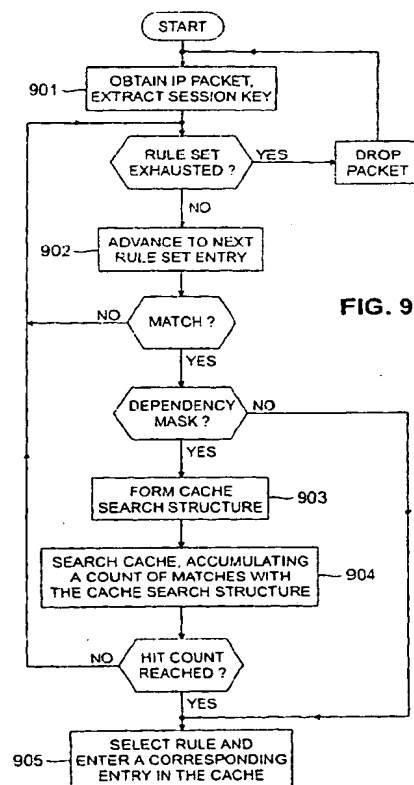 START
901
OBTAIN IP PACKET,
EXTRACT SESSION KEY
RULE SET
EXHAUSTED ?
YES
DROP
PACKET
NO
902
ADVANCE TO NEXT
RULE SET ENTRY
FIG. 9
NO
MATCH ?
YES
DEPENDENCY
MASK ?
NO
YES
FORM CACHE
SEARCH STRUCTURE
903
SEARCH CACHE, ACCUMULATING
A COUNT OF MATCHES WITH
THE CACHE SEARCH STRUCTURE
904
NO
HIT COUNT
REACHED ?
YES
905
SELECT RULE AND
ENTER A CORRESPONDING
ENTRY IN THE CACHE